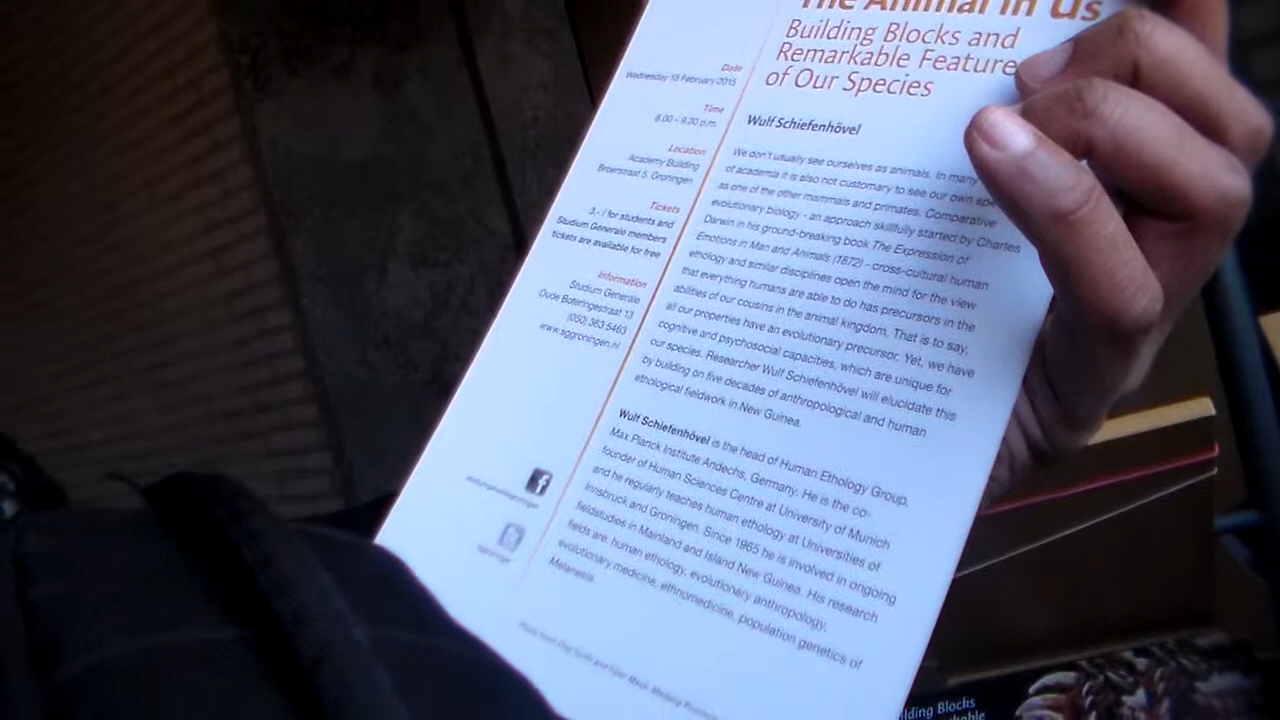 The Animal in Us
Building Blocks and
Remarkable Feature
of Our Species
Date
Wednesday 18 February 2015
Time
8.00 – 9.30 p.m.
Location
Academy Building
Broerstraat 5, Groningen
Tickets
3,- / for students and
Studium Generale members
tickets are available for free
Information
Studium Generale
Oude Boteringestraat 13
(050) 363 5463
www.sggroningen.nl
Wulf Schiefenhövel
We don't usually see ourselves as animals. In many
of academia it is also not customary to see our own spe
as one of the other mammals and primates. Comparative
evolutionary biology - an approach skillfully started by Charles
Darwin in his ground-breaking book The Expression of
Emotions in Man and Animals (1872) - cross-cultural human
ethology and similar disciplines open the mind for the view
that everything humans are able to do has precursors in the
abilities of our cousins in the animal kingdom. That is to say,
all our properties have an evolutionary precursor. Yet, we have
cognitive and psychosocial capacities, which are unique for
our species. Researcher Wulf Schiefenhövel will elucidate this
by building on five decades of anthropological and human
ethological fieldwork in New Guinea.
Wulf Schiefenhövel is the head of Human Ethology Group,
Max Planck Institute Andechs, Germany. He is the co-
founder of Human Sciences Centre at University of Munich
and he regularly teaches human ethology at Universities of
Innsbruck and Groningen. Since 1965 he is involved in ongoing
fieldstudies in Mainland and Island New Guinea. His research
fields are: human ethology, evolutionary anthropology,
evolutionary medicine, ethnomedicine, population genetics of
Melanesia.
f
lding Blocks